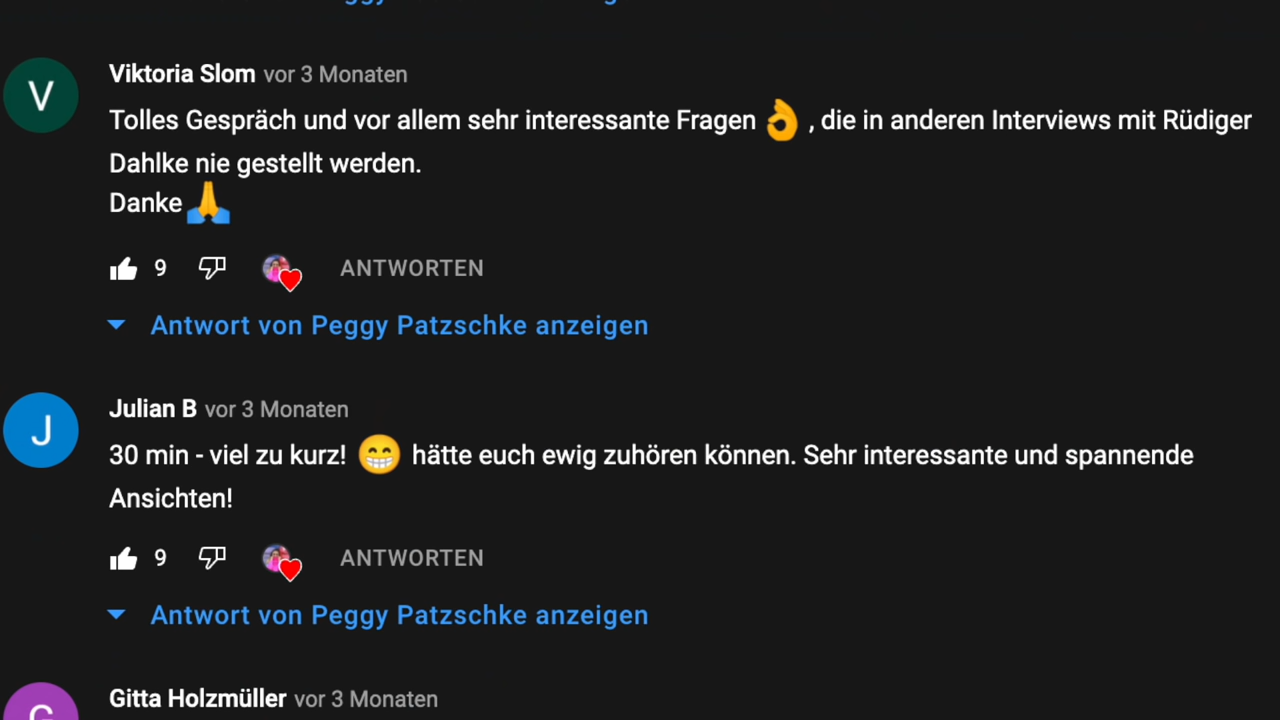 V
Viktoria Slom vor 3 Monaten
Tolles Gespräch und vor allem sehr interessante Fragen 👌 , die in anderen Interviews mit Rüdiger
Dahlke nie gestellt werden.
Danke🙏
9 ANTWORTEN
Antwort von Peggy Patzschke anzeigen
J
Julian B vor 3 Monaten
30 min - viel zu kurz! 😁 hätte euch ewig zuhören können. Sehr interessante und spannende
Ansichten!
9 ANTWORTEN
Antwort von Peggy Patzschke anzeigen
G
Gitta Holzmüller vor 3 Monaten